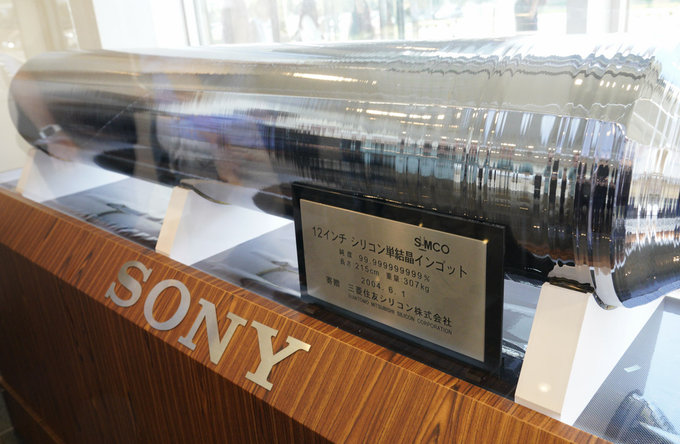 SUMCO
12インチ シリコン単結晶インゴット
純度 99.999999999%
長さ 215cm 重量 307kg
2004. 6. 1
寄贈 三菱住友シリコン株式会社
SUMITOMO MITSUBISHI SILICON CORPORATION
SONY